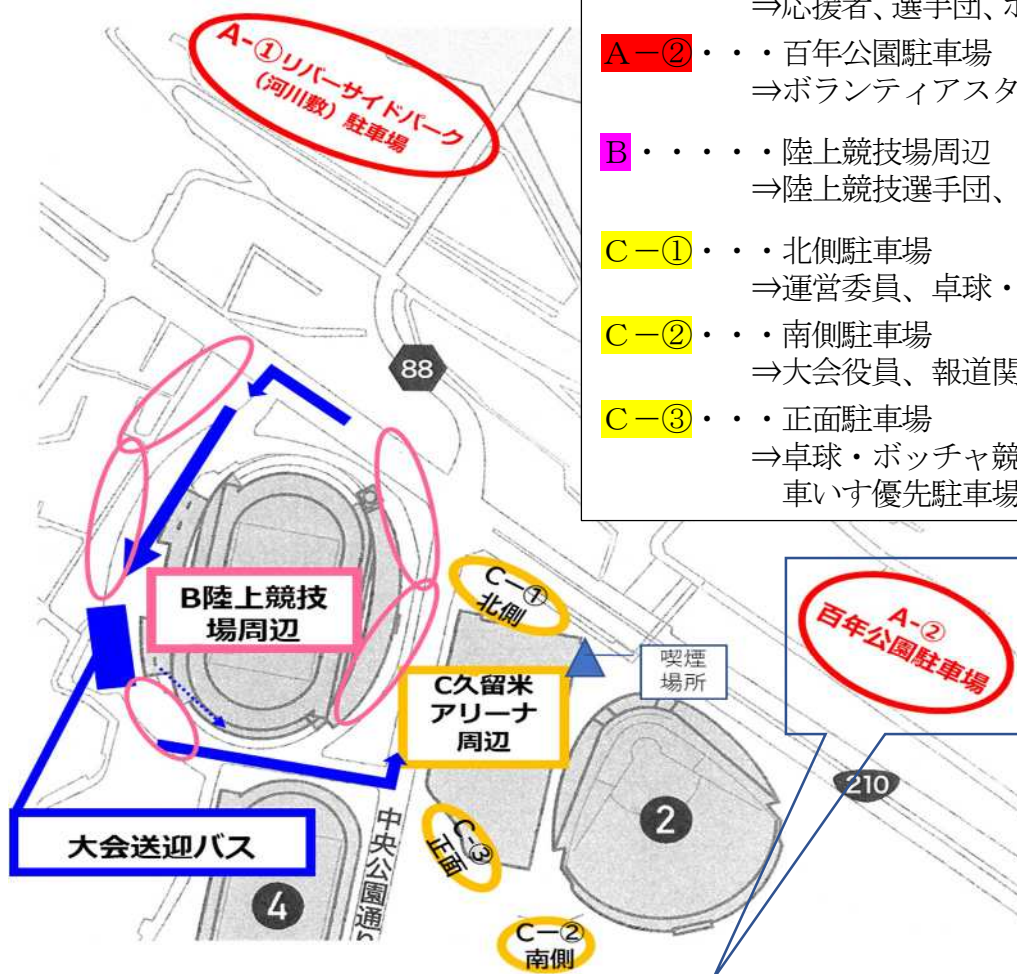 ⇒応援者、選手団、ボ
A－②・・・百年公園駐車場
⇒ボランティアスタ
B・・・・・陸上競技場周辺
⇒陸上競技選手団、
C－①・・・北側駐車場
⇒運営委員、卓球・
C－②・・・南側駐車場
⇒大会役員、報道関
C－③・・・正面駐車場
⇒卓球・ボッチャ競
車いす優先駐車場
A-①リバーサイドパーク
(河川敷) 駐車場
88
B陸上競技
場周辺
C－①
北側
喫煙
場所
A-②
百年公園駐車場
C久留米
アリーナ
周辺
210
2
大会送迎バス
中央公園通り
C-③
正面
4
C－②
南側